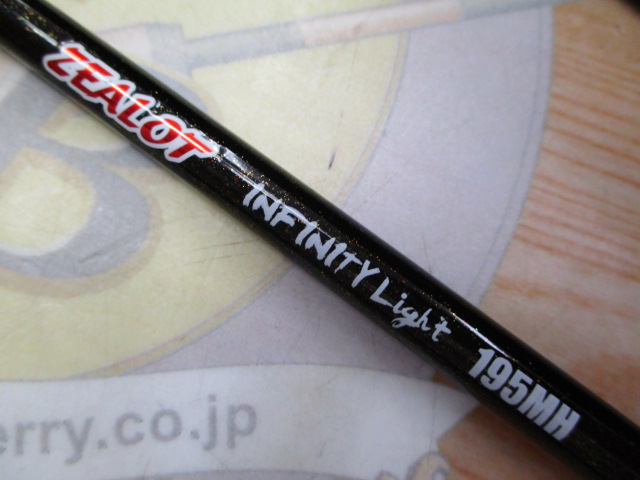 ZEALOT INFINITY Light 195MH
erry.co.jp